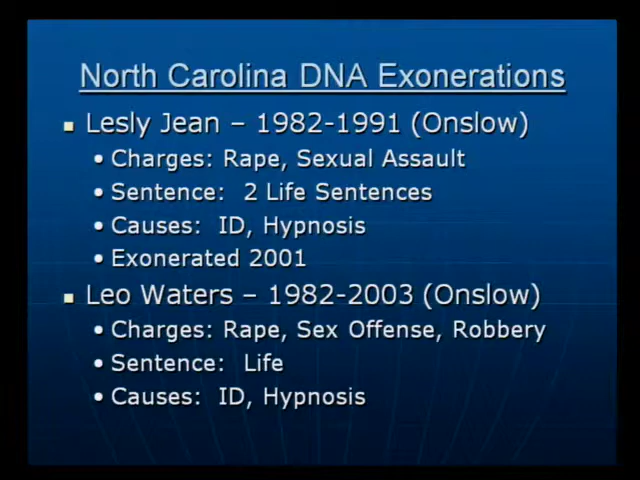 North Carolina DNA Exonerations
Lesly Jean – 1982-1991 (Onslow)
Charges: Rape, Sexual Assault
Sentence: 2 Life Sentences
Causes: ID, Hypnosis
Exonerated 2001
Leo Waters – 1982-2003 (Onslow)
Charges: Rape, Sex Offense, Robbery
Sentence: Life
Causes: ID, Hypnosis